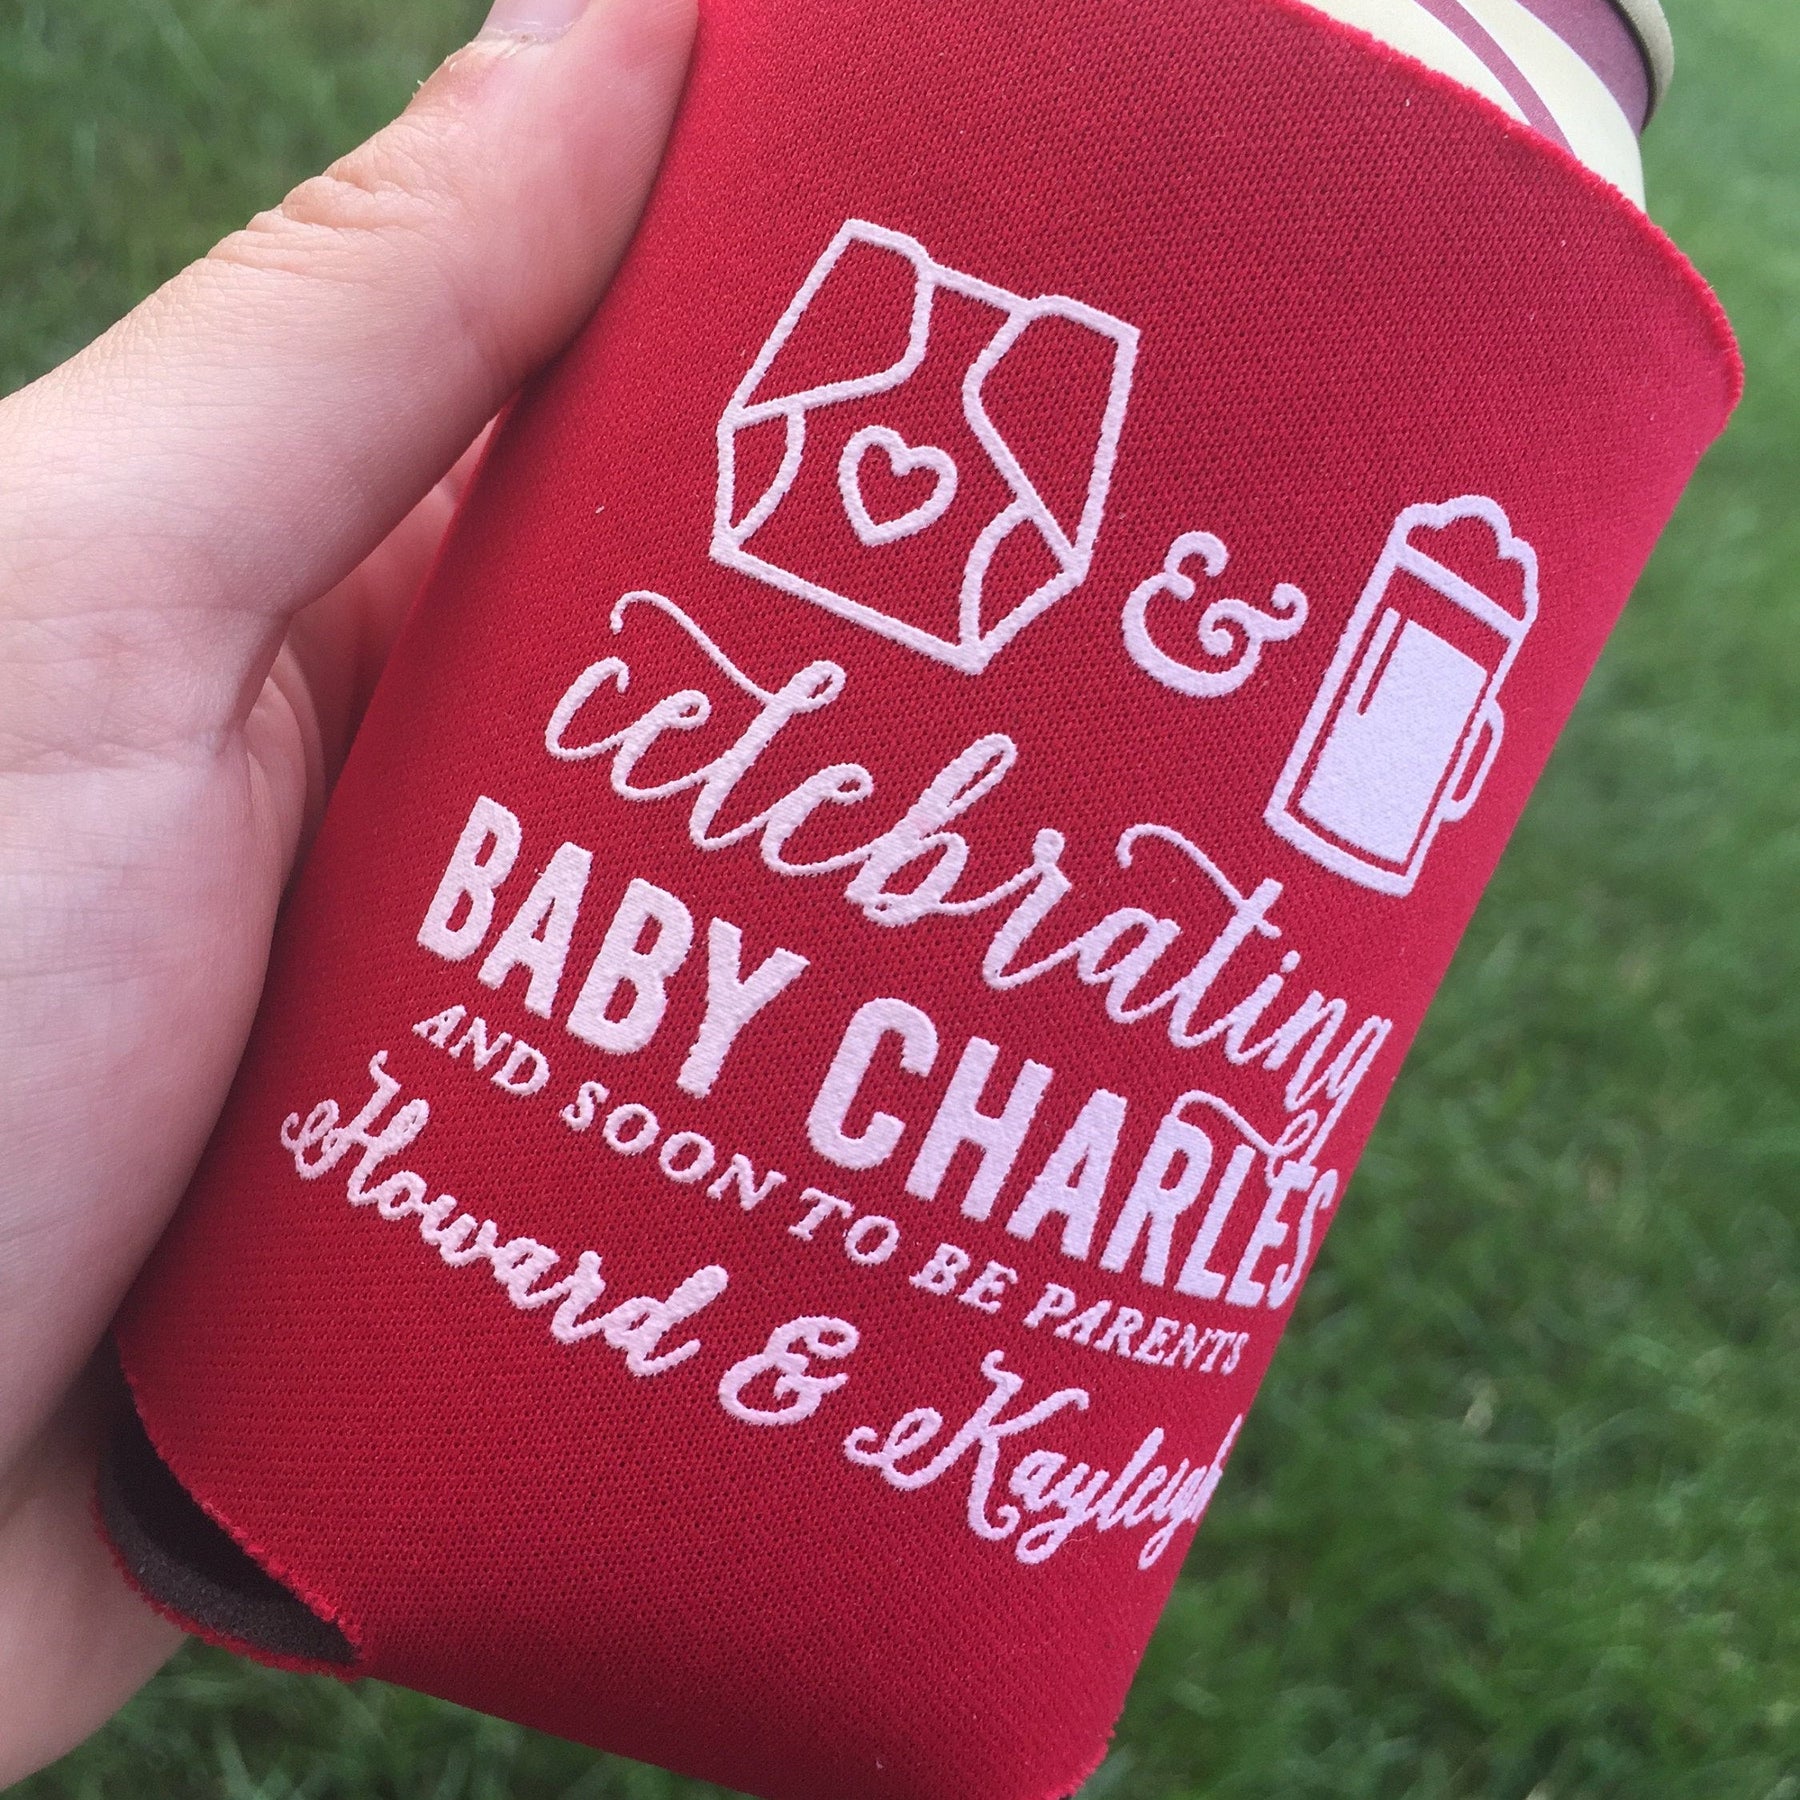 &
celebrating
BABY CHARLES
AND SOON TO BE PARENTS
Howard & Kayleigh